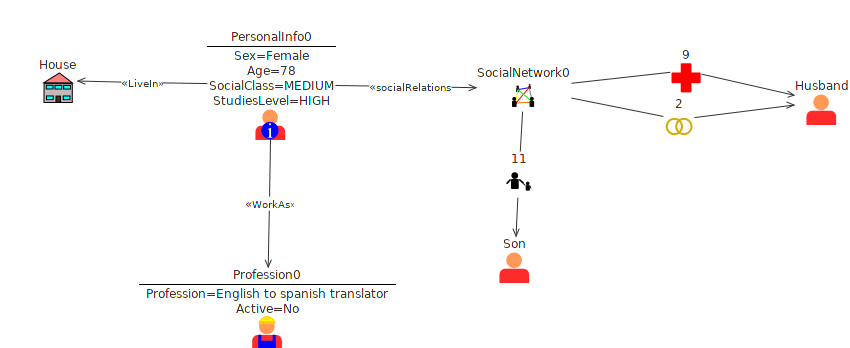 PersonalInfo0
Sex=Female
Age=78
SocialClass=MEDIUM
StudiesLevel=HIGH
House
«LiveIn»
«socialRelations»
SocialNetwork0
9
2
Husband
11
Son
«WorkAs»
Profession0
Profession=English to spanish translator
Active=No
i